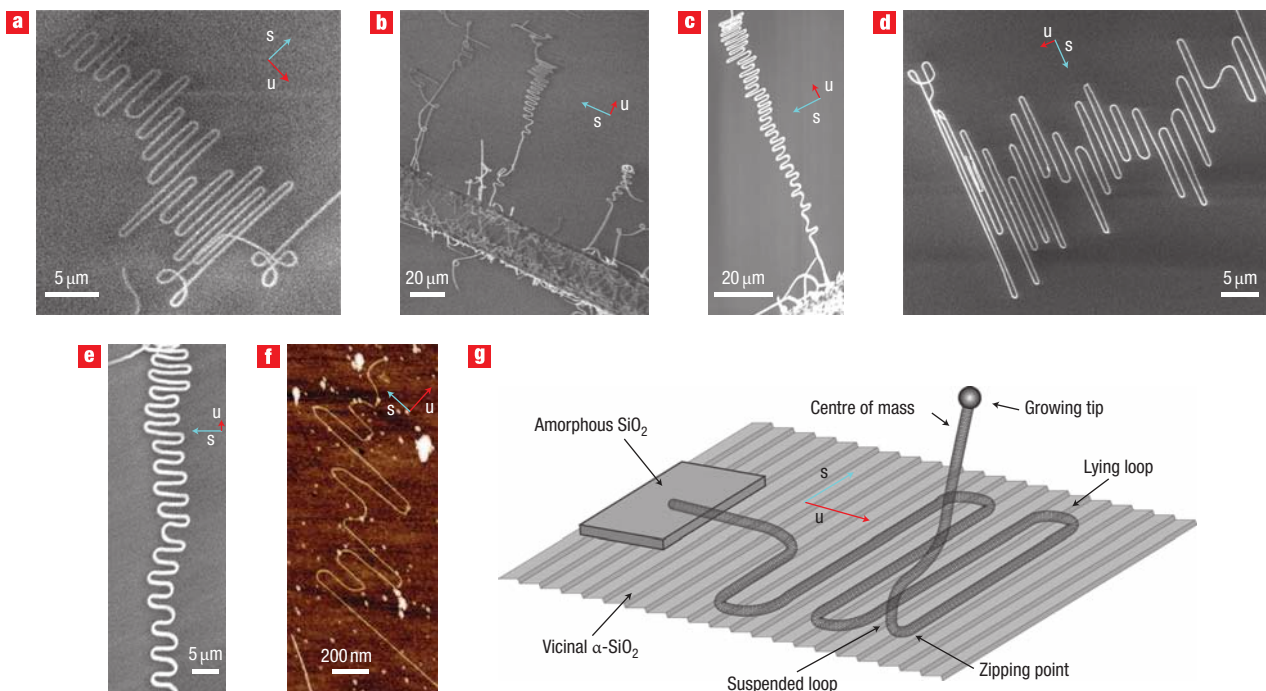 a
s
u
5 µm
b
u
s
20 µm
c
u
s
20 µm
d
u
s
5 µm
e
u
s
5 µm
f
s
u
200 nm
g
Centre of mass
Growing tip
Amorphous SiO₂
Lying loop
s
u
Vicinal α-SiO₂
Zipping point
Suspended loop